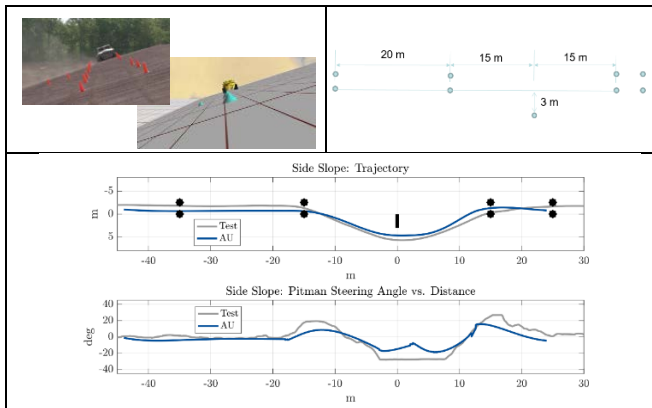 20 m
15 m
15 m
3 m
Side Slope: Trajectory
-5
0
5
m
Test
AU
-40 -30 -20 -10 0 10 20 30
m
Side Slope: Pitman Steering Angle vs. Distance
40
20
0
-20
-40
deg
Test
AU
-40 -30 -20 -10 0 10 20 30
m